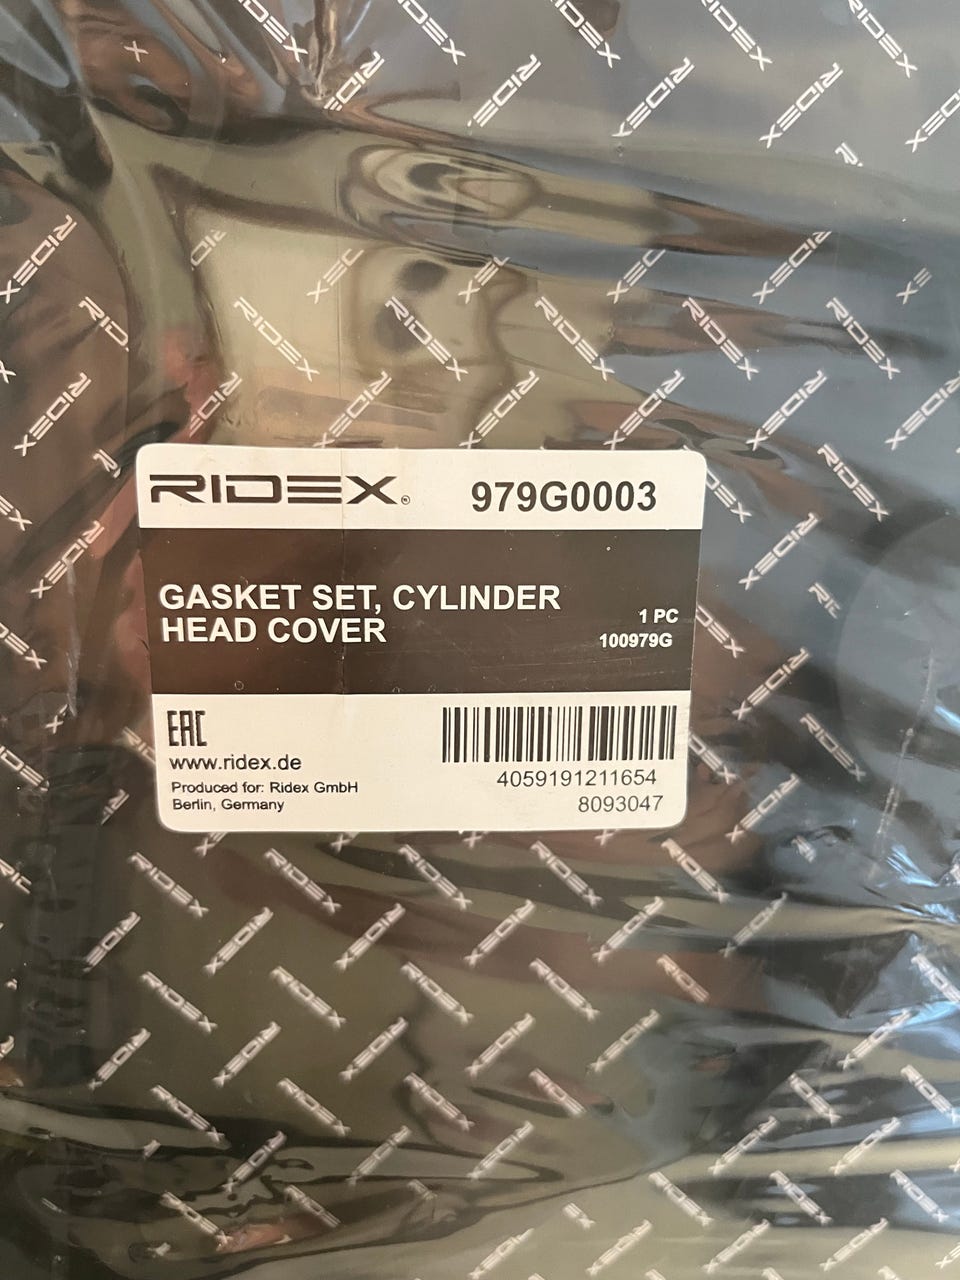 RIDEX®
979G0003
GASKET SET, CYLINDER
HEAD COVER
1 PC
100979G
EAC
www.ridex.de
Produced for: Ridex GmbH
Berlin, Germany
4059191211654
8093047